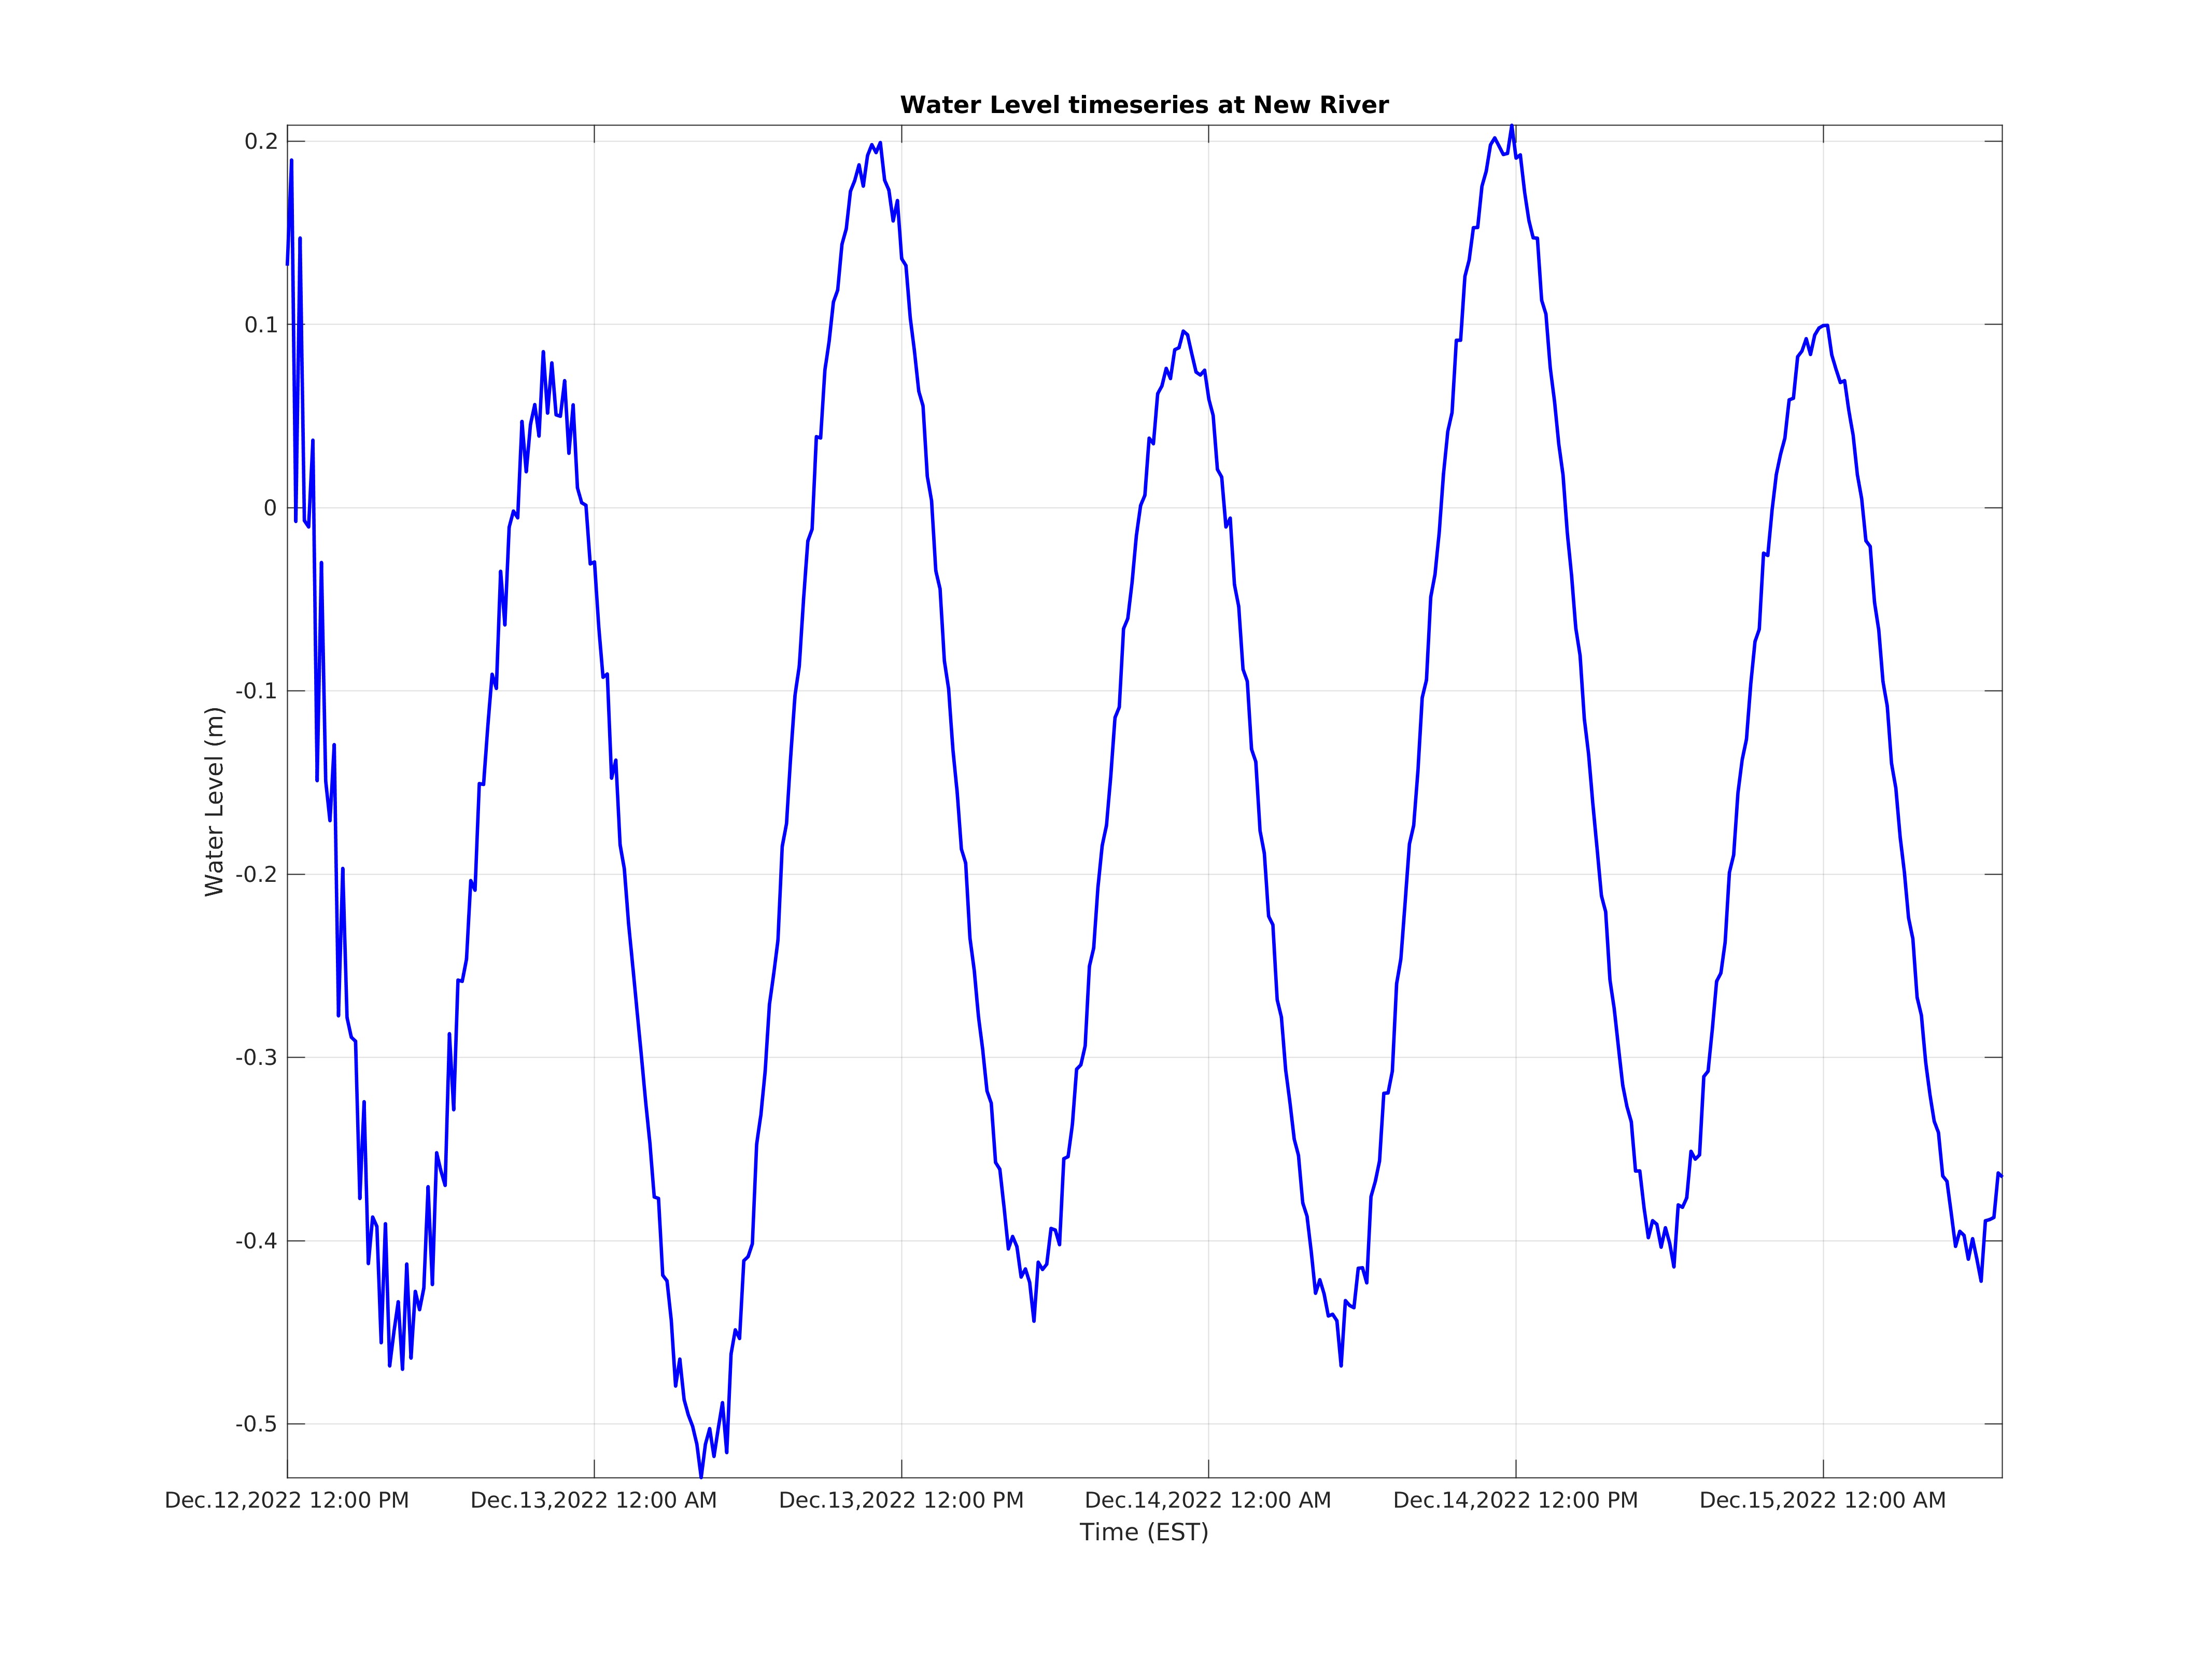 Water Level timeseries at New River
0.2
0.1
0
-0.1
-0.2
-0.3
-0.4
-0.5
Water Level (m)
Dec.12,2022 12:00 PM
Dec.13,2022 12:00 AM
Dec.13,2022 12:00 PM
Dec.14,2022 12:00 AM
Dec.14,2022 12:00 PM
Dec.15,2022 12:00 AM
Time (EST)